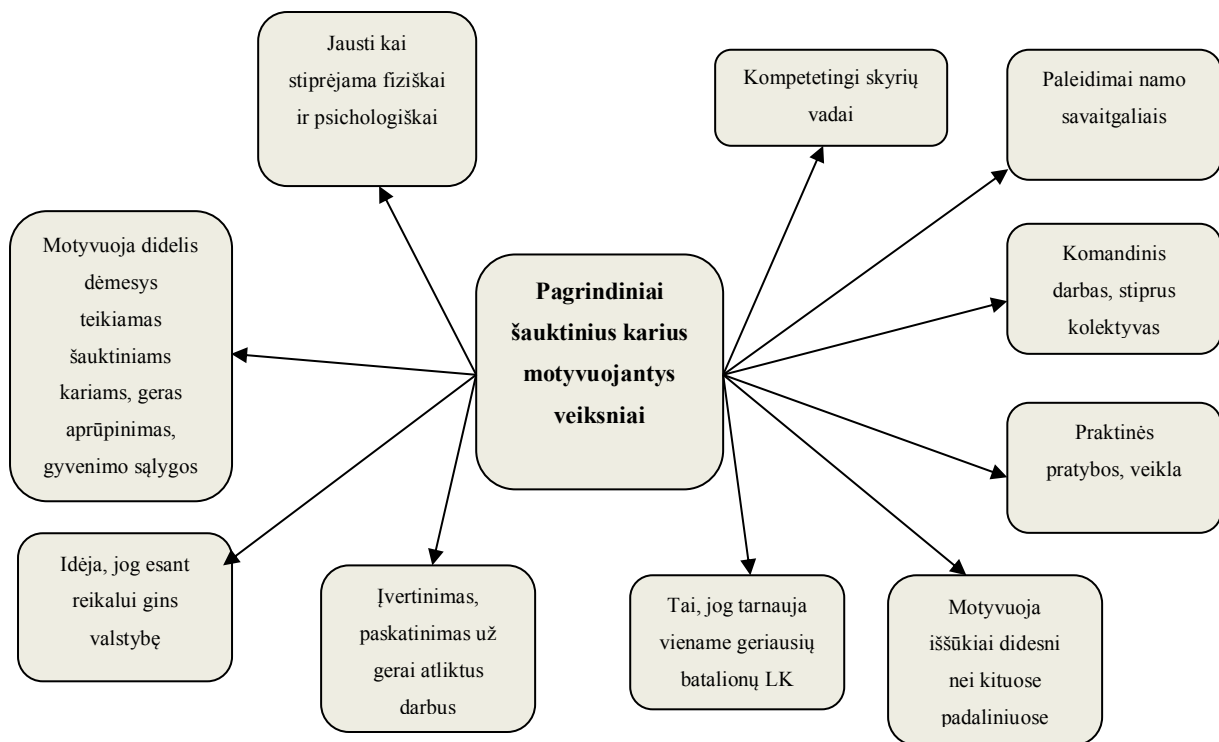 Jausti kai
stiprėjama fiziškai
ir psichologiškai
Kompetetingi skyrių
vadai
Paleidimai namo
savaitgaliais
Motyvuoja didelis
dėmesys
teikiamas
šauktiniams
kariams, geras
aprūpinimas,
gyvenimo sąlygos
Pagrindiniai
šauktinius karius
motyvuojantys
veiksniai
Komandinis
darbas, stiprus
kolektyvas
Praktinės
pratybos, veikla
Idėja, jog esant
reikalui gins
valstybę
Įvertinimas,
paskatinimas už
gerai atliktus
darbus
Tai, jog tarnauja
viename geriausių
batalionų LK
Motyvuoja
iššūkiai didesni
nei kituose
padaliniuose